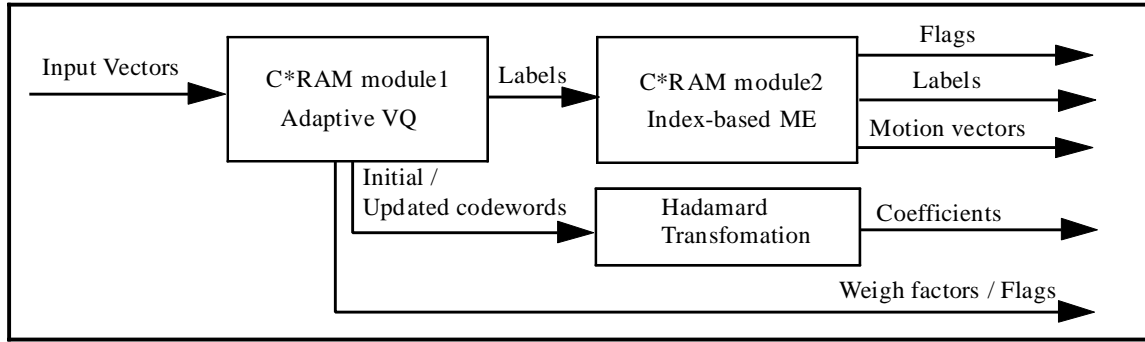 Input Vectors
C*RAM module1
Adaptive VQ
Labels
C*RAM module2
Index-based ME
Flags
Labels
Motion vectors
Initial /
Updated codewords
Hadamard
Transfomation
Coefficients
Weigh factors / Flags